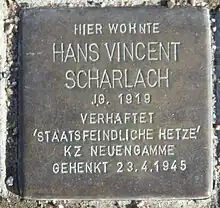 HIER WOHNTE
HANS VINCENT
SCHARLACH
JG. 1919
VERHAFTET
'STAATSFEINDLICHE HETZE'
KZ NEUENGAMME
GEHENKT 23.4.1945